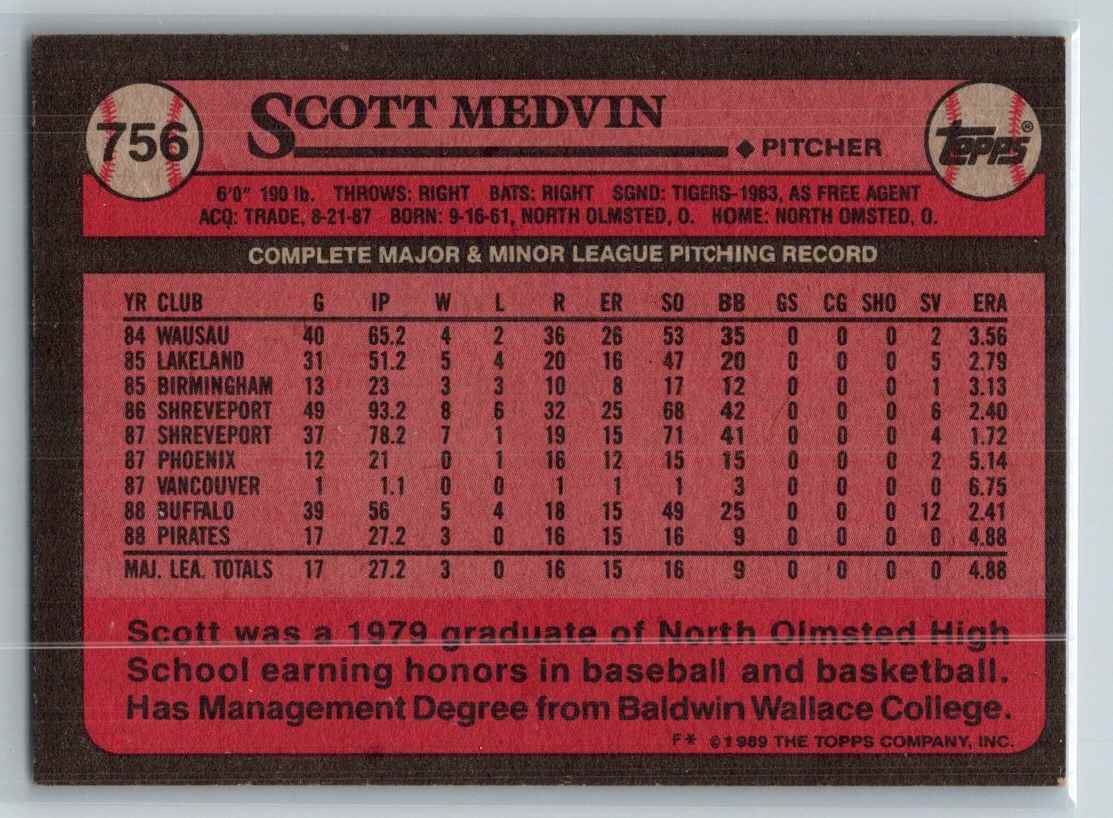 756
SCOTT MEDVIN
◆ PITCHER
Topps®
6'0" 190 lb. THROWS: RIGHT BATS: RIGHT SGND: TIGERS-1983, AS FREE AGENT
ACQ: TRADE, 8-21-87 BORN: 9-16-61, NORTH OLMSTED, O. HOME: NORTH OMSTED, O.
COMPLETE MAJOR & MINOR LEAGUE PITCHING RECORD
YR CLUB G IP W L R ER SO BB GS CG SHO SV ERA
84 WAUSAU 40 65.2 4 2 36 26 53 35 0 0 0 2 3.56
85 LAKELAND 31 51.2 5 4 20 16 47 20 0 0 0 5 2.79
85 BIRMINGHAM 13 23 3 3 10 8 17 12 0 0 0 1 3.13
86 SHREVEPORT 49 93.2 8 6 32 25 68 42 0 0 0 6 2.40
87 SHREVEPORT 37 78.2 7 1 19 15 71 41 0 0 0 4 1.72
87 PHOENIX 12 21 0 1 16 12 15 15 0 0 0 2 5.14
87 VANCOUVER 1 1.1 0 0 1 1 1 3 0 0 0 0 6.75
88 BUFFALO 39 56 5 4 18 15 49 25 0 0 0 12 2.41
88 PIRATES 17 27.2 3 0 16 15 16 9 0 0 0 0 4.88
MAJ. LEA. TOTALS 17 27.2 3 0 16 15 16 9 0 0 0 0 4.88
Scott was a 1979 graduate of North Olmsted High
School earning honors in baseball and basketball.
Has Management Degree from Baldwin Wallace College.
F* ©1989 THE TOPPS COMPANY, INC.